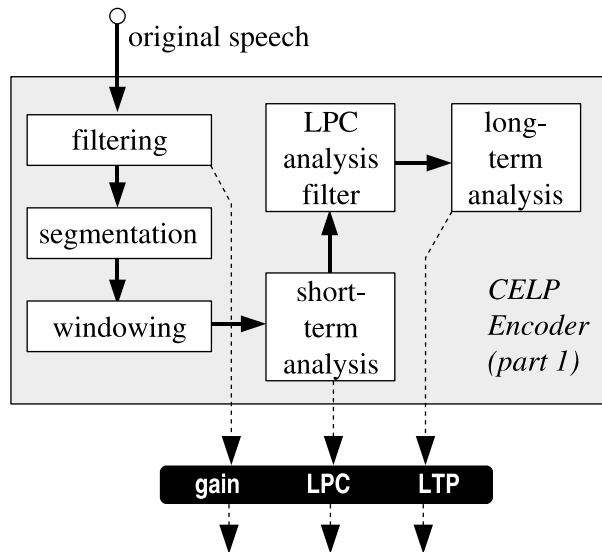 original speech
filtering
segmentation
windowing
short-
term
analysis
LPC
analysis
filter
long-
term
analysis
CELP
Encoder
(part 1)
gain LPC LTP